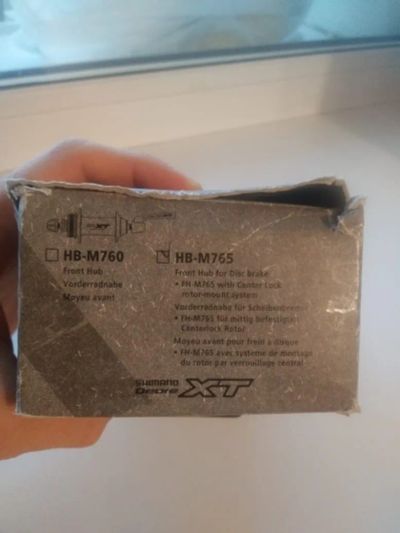 XT
HB-M760
Front Hub
Vorderradnabe
Moyeu avant
HB-M765
Front Hub for Disc Brake
• FH-M765 with Center Lock
rotor-mount system
Vorderradnabe für Scheibenbremse
• FH-M765 für mittig befestigten
Centerlock Rotor
Moyeu avant pour frein a disque
• FH-M765 avec systeme de montage
du rotor par verrouillage central
SHIMANO
Deore XT